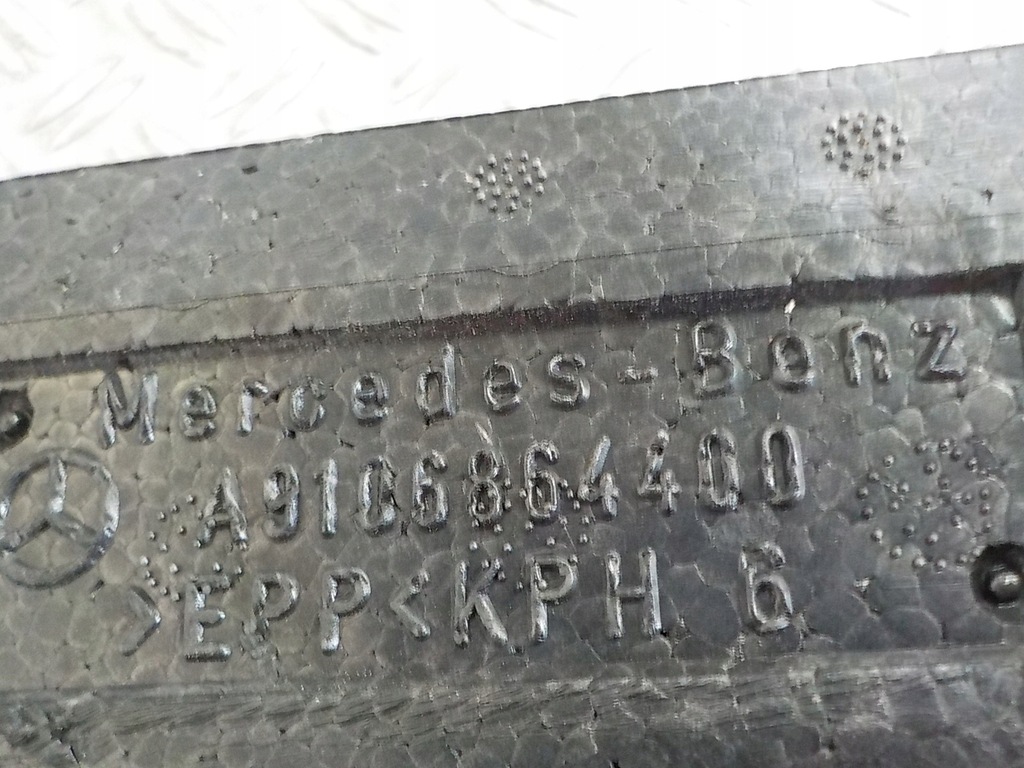 Mercedes-Benz
A9106864400
>EPP< KPH 6